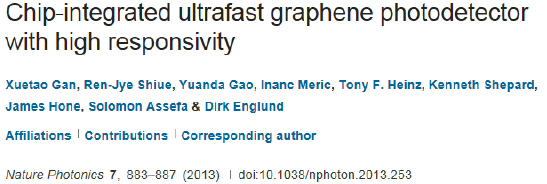 Chip-integrated ultrafast graphene photodetector
with high responsivity
Xuetao Gan, Ren-Jye Shiue, Yuanda Gao, Inanc Meric, Tony F. Heinz, Kenneth Shepard,
James Hone, Solomon Assefa & Dirk Englund
Affiliations | Contributions | Corresponding author
Nature Photonics 7, 883–887 (2013) | doi:10.1038/nphoton.2013.253